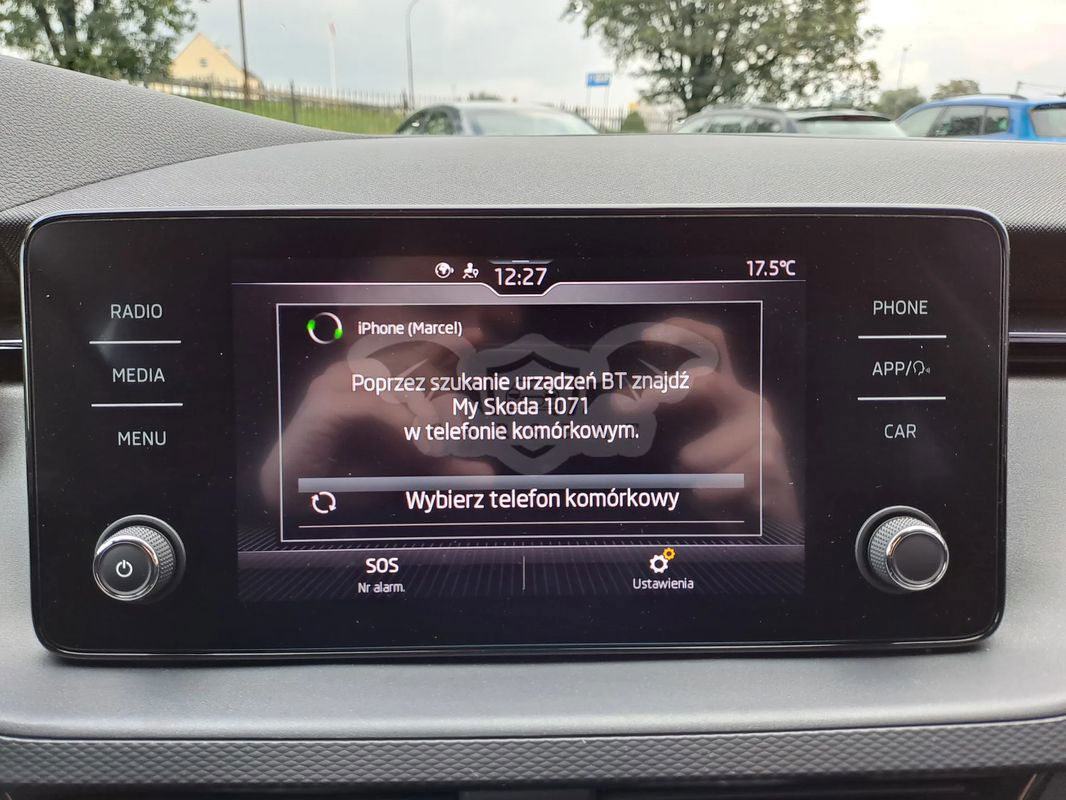 12:27
17.5°C
RADIO
MEDIA
MENU
iPhone (Marcel)
Poprzez szukanie urządzeń BT znajdź
My Skoda 1071
w telefonie komórkowym.
Wybierz telefon komórkowy
SOS
Nr alarm.
Ustawienia
PHONE
APP/
CAR